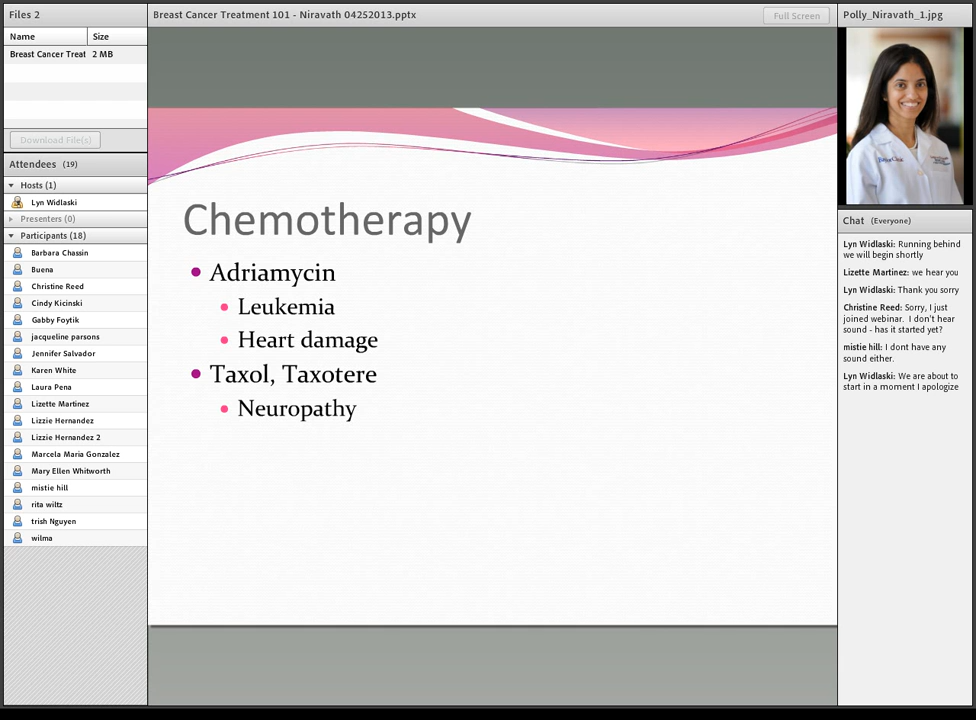 Files 2
Name Size
Breast Cancer Treat 2 MB
Download File(s)
Attendees (19)
Hosts (1)
Lyn Widlaski
Presenters (0)
Participants (18)
Barbara Chassin
Buena
Christine Reed
Cindy Kicinski
Gabby Foytik
jacqueline parsons
Jennifer Salvador
Karen White
Laura Pena
Lizette Martinez
Lizzie Hernandez
Lizzie Hernandez 2
Marcela Maria Gonzalez
Mary Ellen Whitworth
mistie hill
rita wiltz
trish Nguyen
wilma
Breast Cancer Treatment 101 - Niravath 04252013.pptx
Full Screen
Chemotherapy
Adriamycin
Leukemia
Heart damage
Taxol, Taxotere
Neuropathy
Polly_Niravath_1.jpg
Chat (Everyone)
Lyn Widlaski: Running behind
we will begin shortly
Lizette Martinez: we hear you
Lyn Widlaski: Thank you sorry
Christine Reed: Sorry, I just
joined webinar. I don't hear
sound - has it started yet?
mistie hill: I dont have any
sound either.
Lyn Widlaski: We are about to
start in a moment I apologize